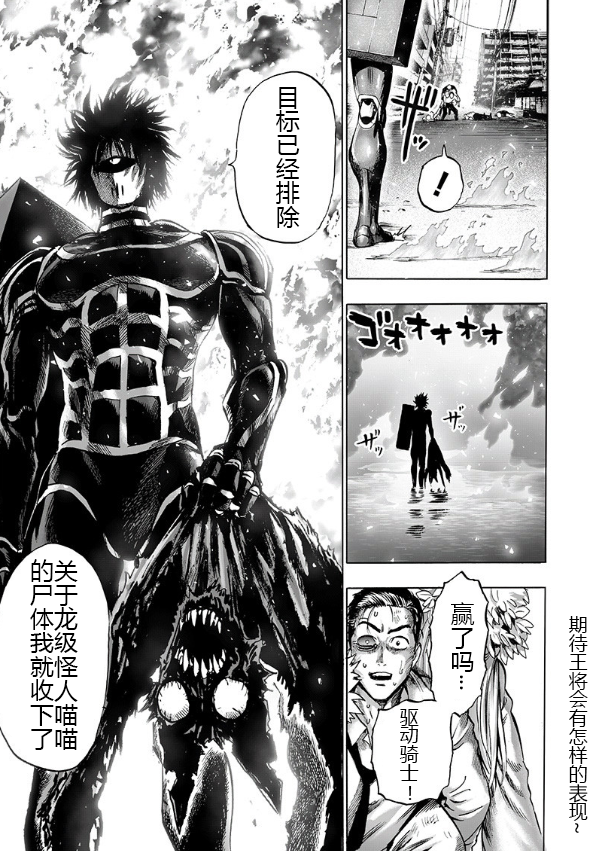 ザッ
！
ゴオオオオオ
ザッ
ザッ
赢了吗…
驱动骑士！
目标已经排除
关于龙级怪人喵喵
的尸体我就收下了
期待王将会有怎样的表现~